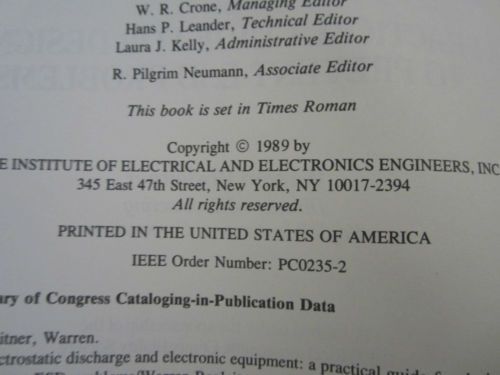 W. R. Crone, Managing Editor
Hans P. Leander, Technical Editor
Laura J. Kelly, Administrative Editor
R. Pilgrim Neumann, Associate Editor
This book is set in Times Roman
Copyright © 1989 by
E INSTITUTE OF ELECTRICAL AND ELECTRONICS ENGINEERS, INC
345 East 47th Street, New York, NY 10017-2394
All rights reserved.
PRINTED IN THE UNITED STATES OF AMERICA
IEEE Order Number: PC0235-2
ary of Congress Cataloging-in-Publication Data
itner, Warren.
ctrostatic discharge and electronic equipment: a practical guide